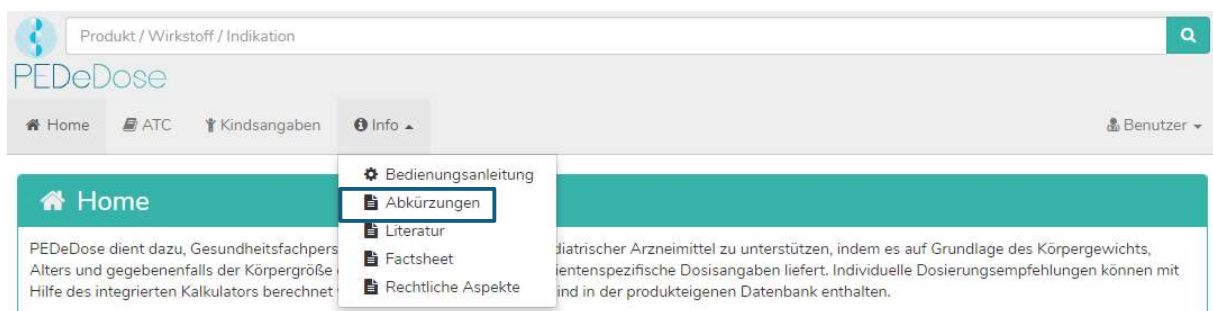 Produkt / Wirkstoff / Indikation
PEDeDose
Home ATC Kindsangaben Info Benutzer
Bedienungsanleitung
Abkürzungen
Literatur
Factsheet
Rechtliche Aspekte
Home
PEDeDose dient dazu, Gesundheitsfachpers diatrischer Arzneimittel zu unterstützen, indem es auf Grundlage des Körpergewichts,
Alters und gegebenenfalls der Körpergröße ientenspezifische Dosisangaben liefert. Individuelle Dosierungsempfehlungen können mit
Hilfe des integrierten Kalkulators berechnet ind in der produkteigenen Datenbank enthalten.